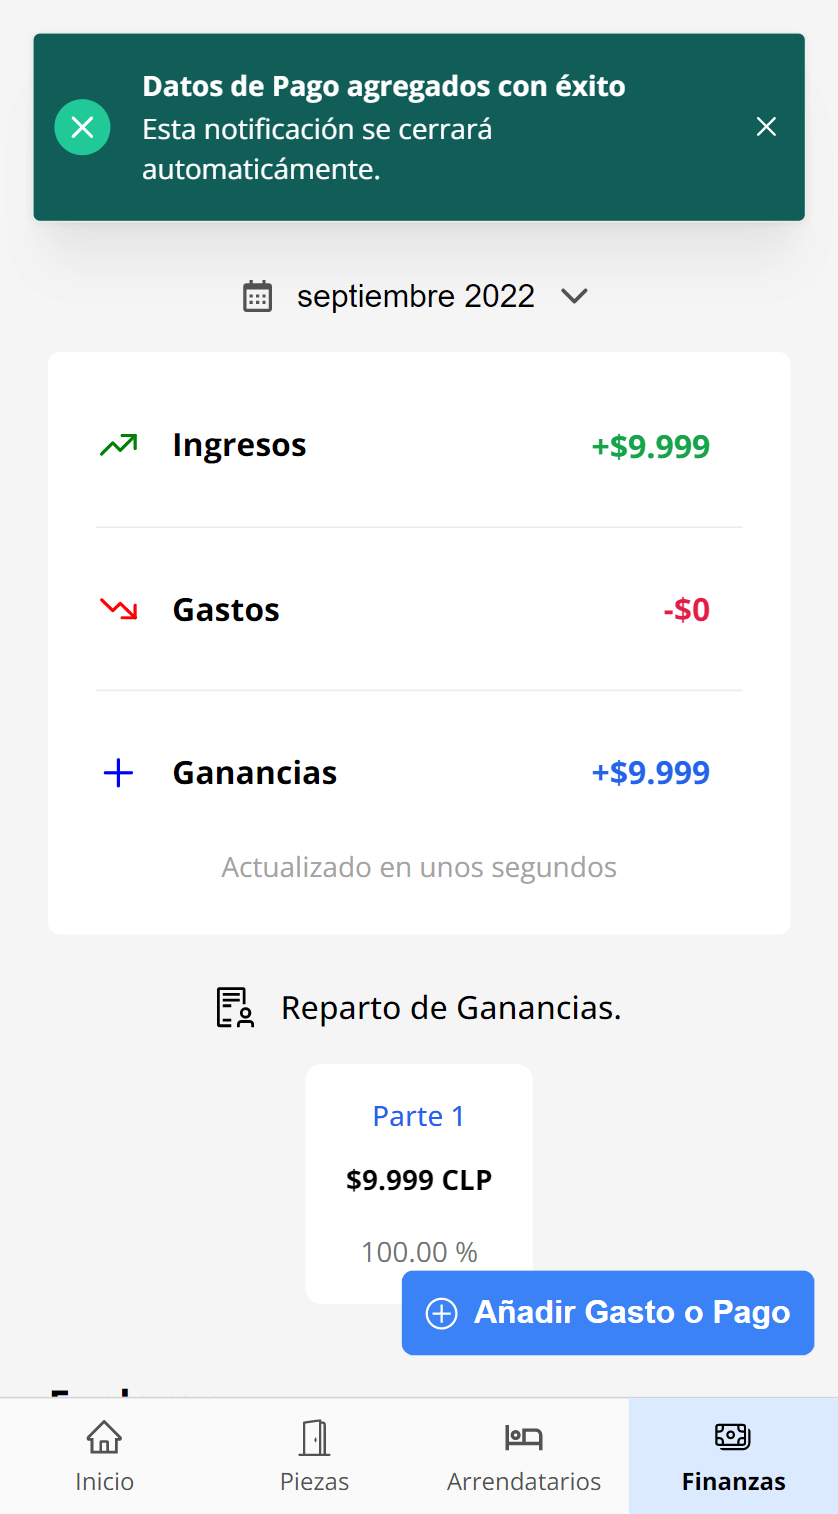 Datos de Pago agregados con éxito
Esta notificación se cerrará
automaticámente.
septiembre 2022
Ingresos +$9.999
Gastos -$0
Ganancias +$9.999
Actualizado en unos segundos
Reparto de Ganancias.
Parte 1
$9.999 CLP
100.00 %
Añadir Gasto o Pago
Inicio Piezas Arrendatarios Finanzas